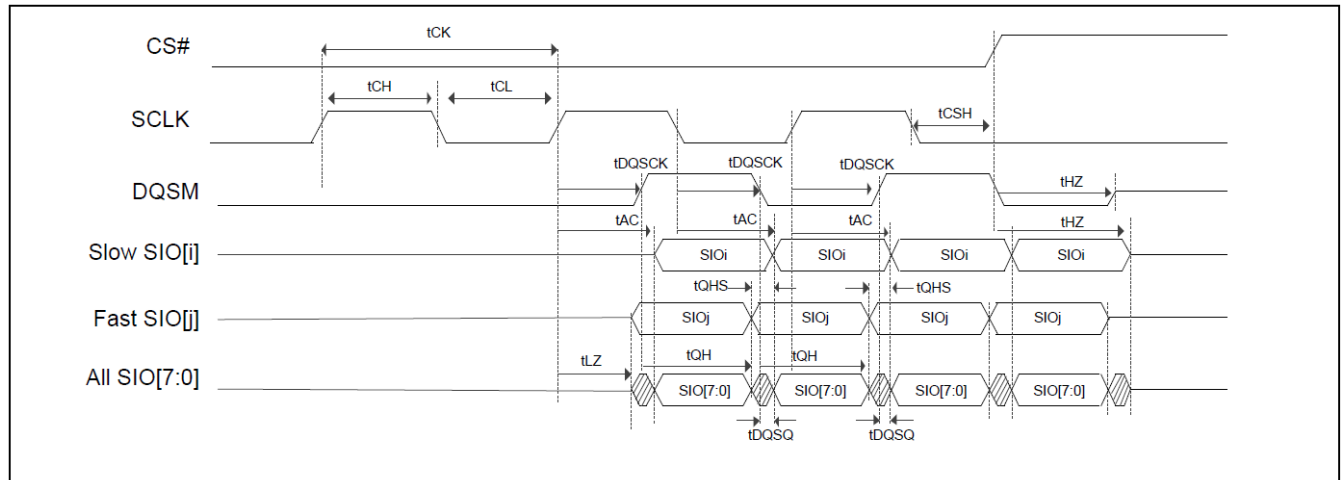 CS#
tCK
tCH
tCL
SCLK
tCSH
tDQSCK
tDQSCK
tDQSCK
DQSM
tHZ
tAC
tAC
tAC
tHZ
Slow SIO[i]
SIOi
SIOi
SIOi
SIOi
tQHS
tQHS
Fast SIO[j]
SIOj
SIOj
SIOj
SIOj
tLZ
tQH
tQH
All SIO[7:0]
SIO[7:0]
SIO[7:0]
SIO[7:0]
SIO[7:0]
tDQSQ
tDQSQ